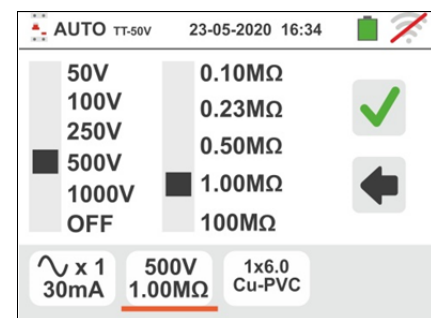 AUTO TT-50V 23-05-2020 16:34
50V 0.10MΩ
100V 0.23MΩ
250V 0.50MΩ
500V 1.00MΩ
1000V 100MΩ
OFF
x 1 30mA
500V 1.00MΩ
1x6.0 Cu-PVC